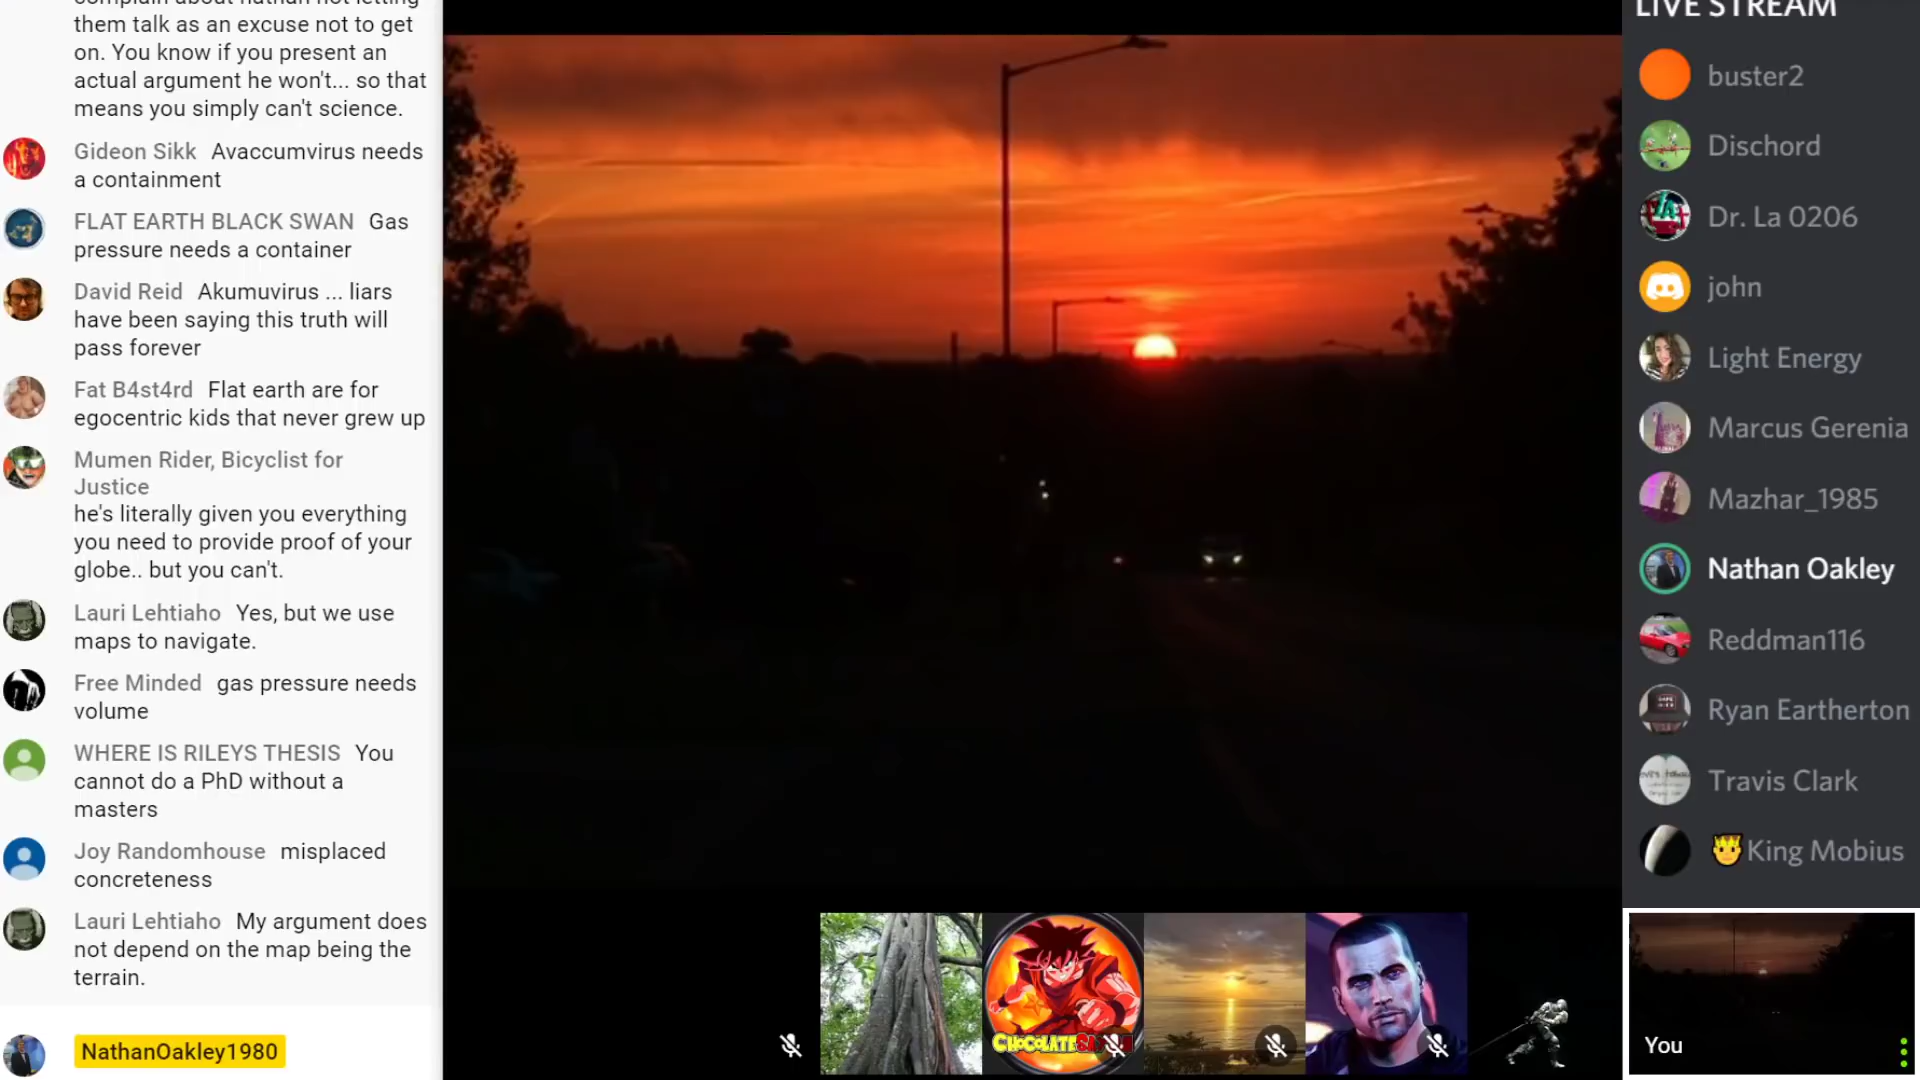 complain about nathan not letting
them talk as an excuse not to get
on. You know if you present an
actual argument he won't... so that
means you simply can't science.
Gideon Sikk Avaccumvirus needs
a containment
FLAT EARTH BLACK SWAN Gas
pressure needs a container
David Reid Akumuvirus ... liars
have been saying this truth will
pass forever
Fat B4st4rd Flat earth are for
egocentric kids that never grew up
Mumen Rider, Bicyclist for
Justice
he's literally given you everything
you need to provide proof of your
globe.. but you can't.
Lauri Lehtiaho Yes, but we use
maps to navigate.
Free Minded gas pressure needs
volume
WHERE IS RILEYS THESIS You
cannot do a PhD without a
masters
Joy Randomhouse misplaced
concreteness
Lauri Lehtiaho My argument does
not depend on the map being the
terrain.
NathanOakley1980
LIVE STREAM
buster2
Dischord
Dr. La 0206
john
Light Energy
Marcus Gerenia
Mazhar_1985
Nathan Oakley
Reddman116
Ryan Eartherton
Travis Clark
King Mobius
You